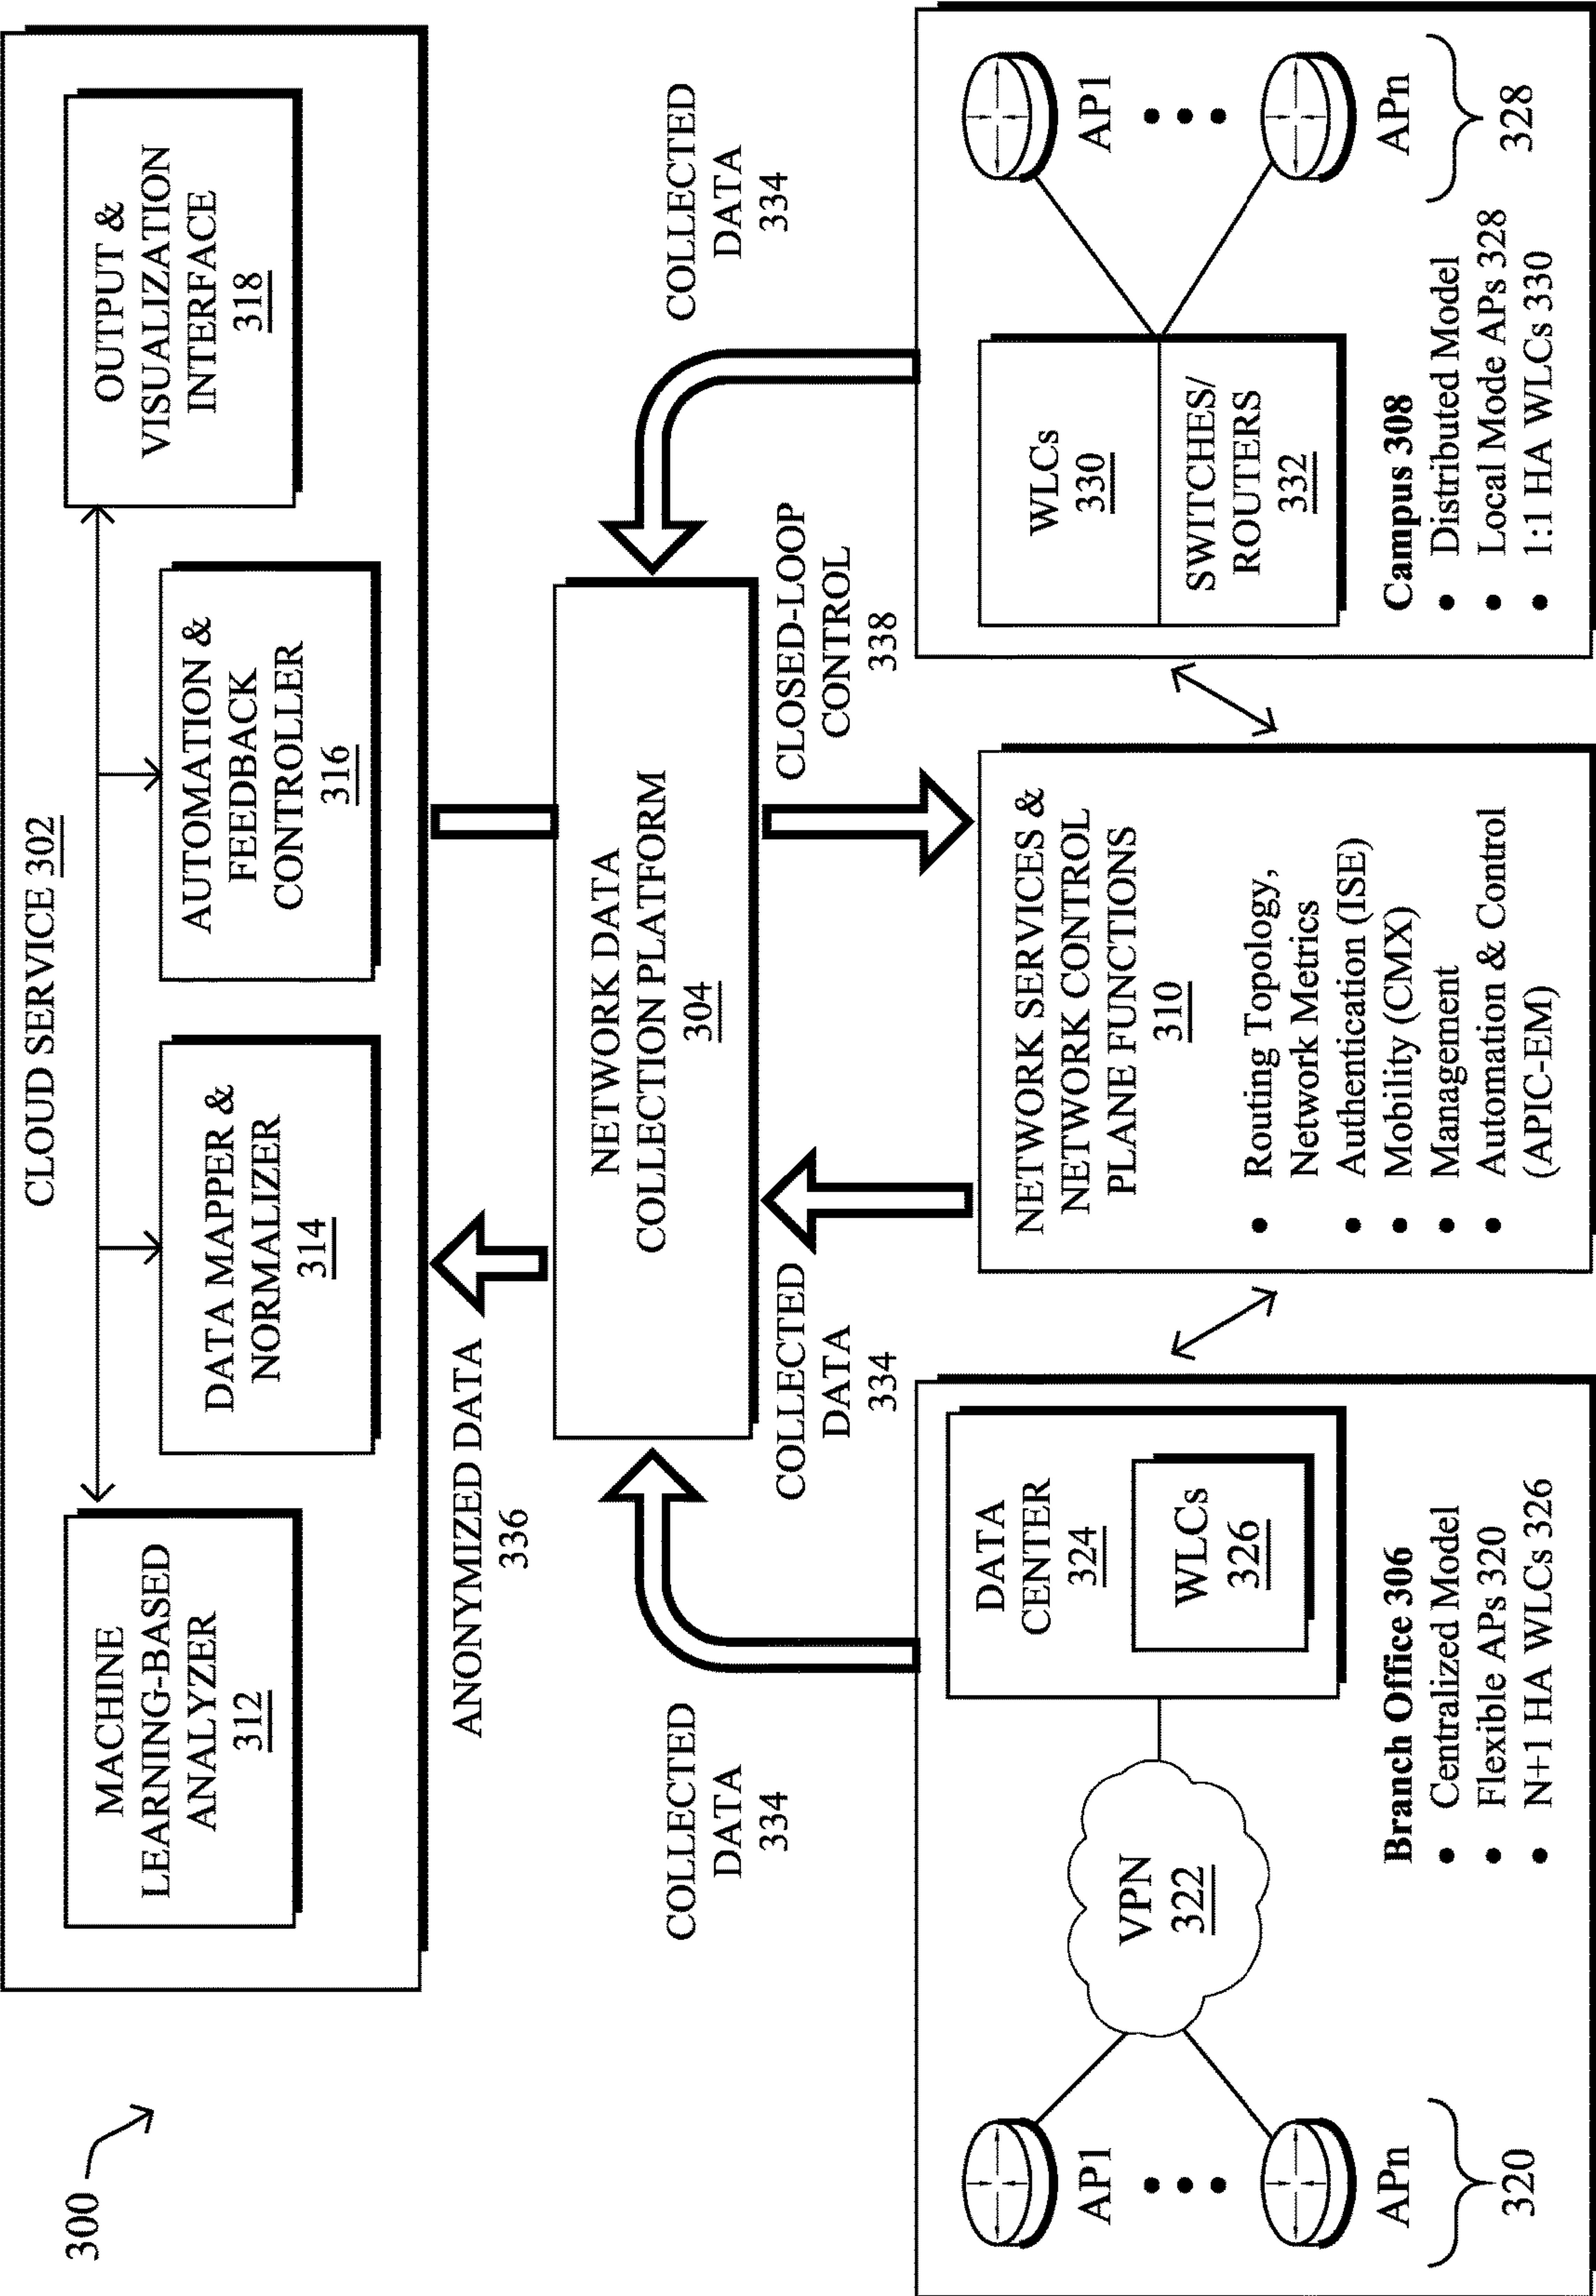 300
CLOUD SERVICE 302
MACHINE
LEARNING-BASED
ANALYZER
312
DATA MAPPER &
NORMALIZER
314
AUTOMATION &
FEEDBACK
CONTROLLER
316
OUTPUT &
VISUALIZATION
INTERFACE
318
ANONYMIZED DATA
336
COLLECTED
DATA
334
NETWORK DATA
COLLECTION PLATFORM
304
COLLECTED
DATA
334
COLLECTED
DATA
334
CLOSED-LOOP
CONTROL
338
AP1
APn
320
VPN
322
DATA
CENTER
324
WLCs
326
Branch Office 306
• Centralized Model
• Flexible APs 320
• N+1 HA WLCs 326
NETWORK SERVICES &
NETWORK CONTROL
PLANE FUNCTIONS
310
• Routing Topology,
Network Metrics
• Authentication (ISE)
• Mobility (CMX)
• Management
• Automation & Control
(APIC-EM)
WLCs
330
SWITCHES/
ROUTERS
332
AP1
APn
328
Campus 308
• Distributed Model
• Local Mode APs 328
• 1:1 HA WLCs 330